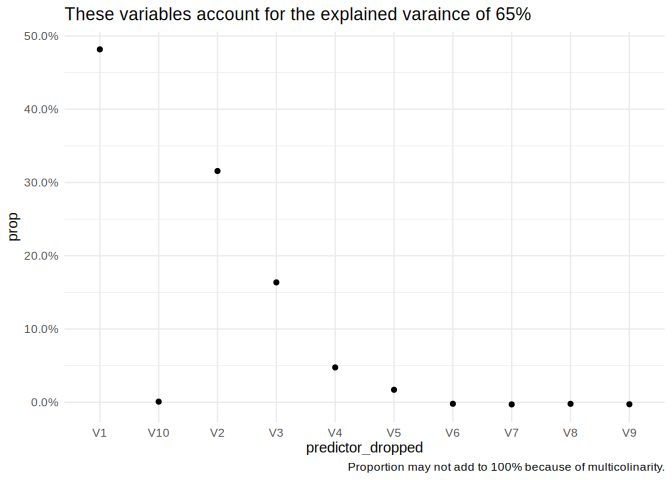 These variables account for the explained varaince of 65%
50.0%
40.0%
30.0%
20.0%
10.0%
0.0%
prop
V1 V10 V2 V3 V4 V5 V6 V7 V8 V9
predictor_dropped
Proportion may not add to 100% because of multicolinarity.